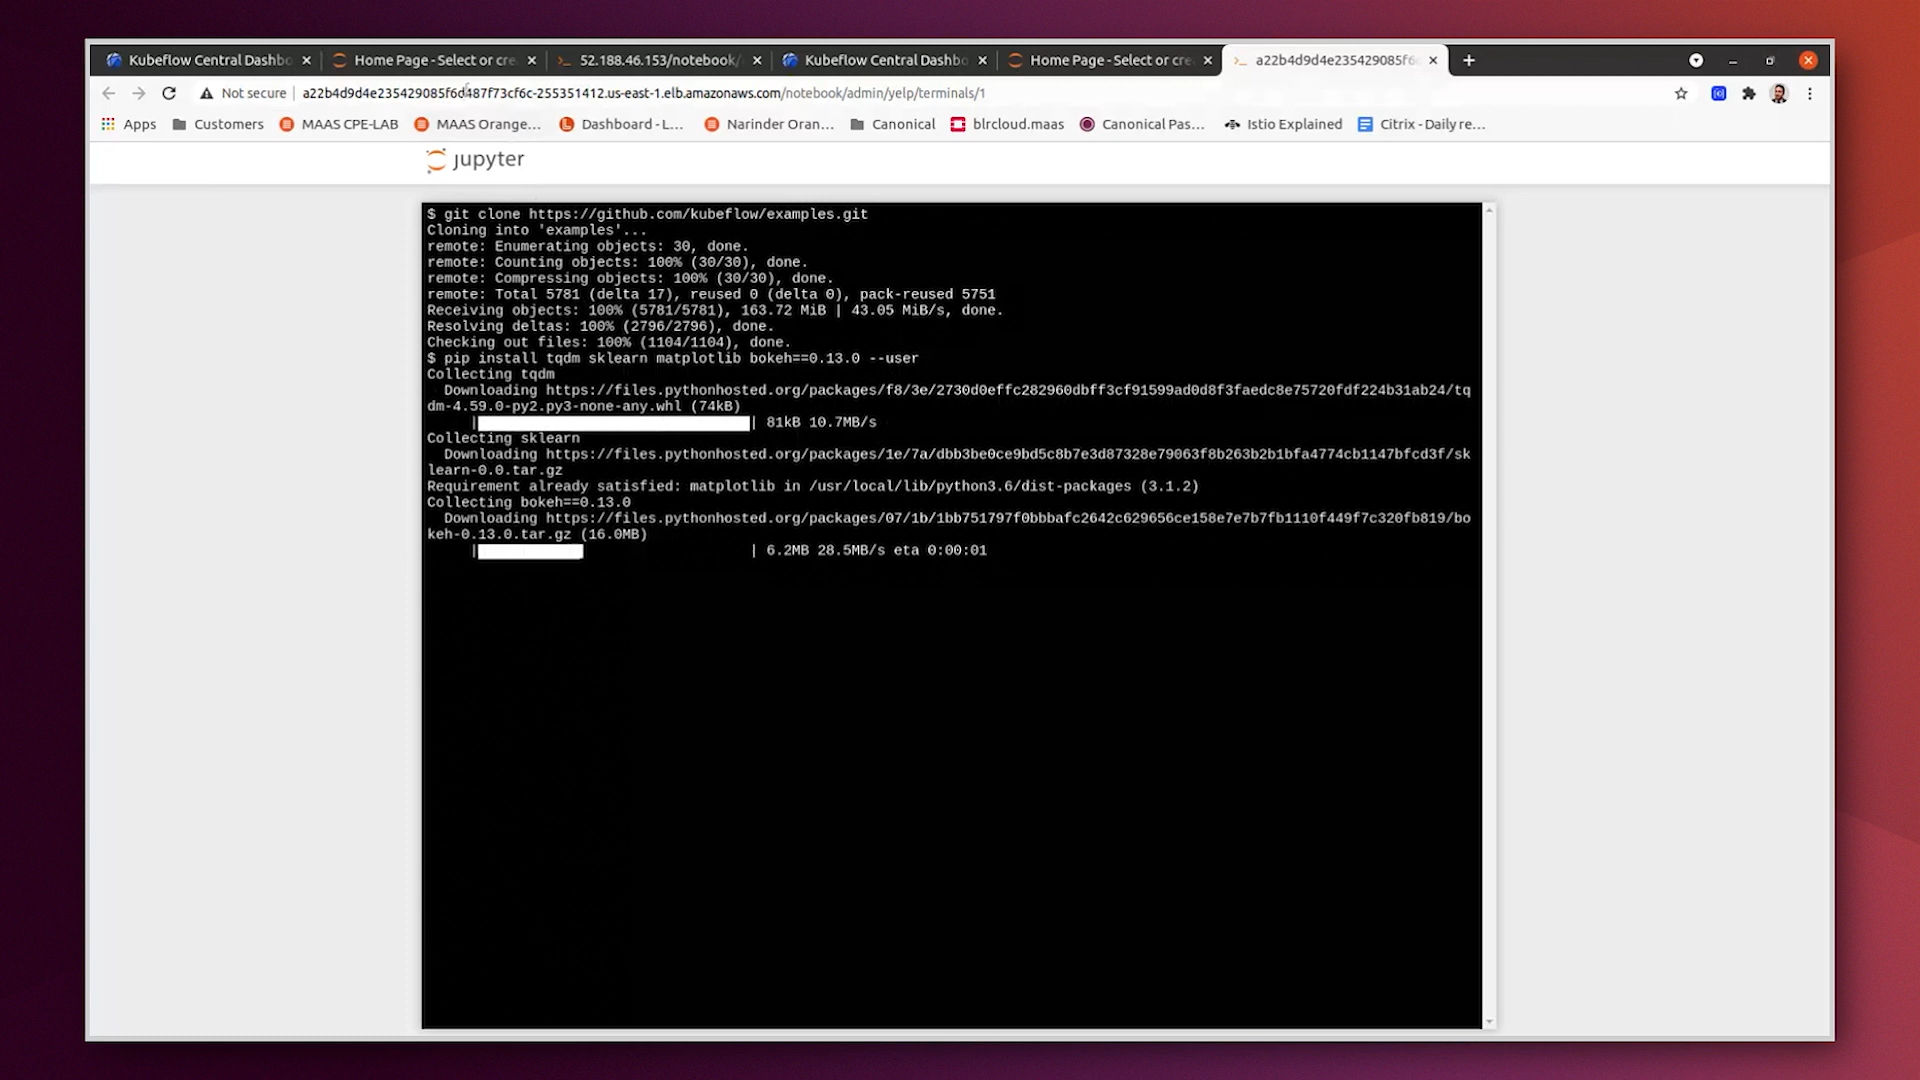 Kubeflow Central Dashbo
Home Page - Select or cre
52.188.46.153/notebook/
Kubeflow Central Dashbo
Home Page - Select or cre
a22b4d9d4e235429085f6
Not secure
a22b4d9d4e235429085f6d487f73cf6c-255351412.us-east-1.elb.amazonaws.com/notebook/admin/yelp/terminals/1
Apps
Customers
MAAS CPE-LAB
MAAS Orange...
Dashboard - L...
Narinder Oran...
Canonical
blrcloud.maas
Canonical Pas...
Istio Explained
Citrix - Daily re...
jupyter
$ git clone https://github.com/kubeflow/examples.git
Cloning into 'examples'...
remote: Enumerating objects: 30, done.
remote: Counting objects: 100% (30/30), done.
remote: Compressing objects: 100% (30/30), done.
remote: Total 5781 (delta 17), reused 0 (delta 0), pack-reused 5751
Receiving objects: 100% (5781/5781), 163.72 MiB | 43.05 MiB/s, done.
Resolving deltas: 100% (2796/2796), done.
Checking out files: 100% (1104/1104), done.
$ pip install tqdm sklearn matplotlib bokeh==0.13.0 --user
Collecting tqdm
Downloading https://files.pythonhosted.org/packages/f8/3e/2730d0effc282960dbff3cf91599ad0d8f3faedc8e75720fdf224b31ab24/tq
dm-4.59.0-py2.py3-none-any.whl (74kB)
| | 81kB 10.7MB/s
Collecting sklearn
Downloading https://files.pythonhosted.org/packages/1e/7a/dbb3be0ce9bd5c8b7e3d87328e79063f8b263b2b1bfa4774cb1147bfcd3f/sk
learn-0.0.tar.gz
Requirement already satisfied: matplotlib in /usr/local/lib/python3.6/dist-packages (3.1.2)
Collecting bokeh==0.13.0
Downloading https://files.pythonhosted.org/packages/07/1b/1bb751797f0bbbafc2642c629656ce158e7e7b7fb1110f449f7c320fb819/bo
keh-0.13.0.tar.gz (16.0MB)
| | 6.2MB 28.5MB/s eta 0:00:01